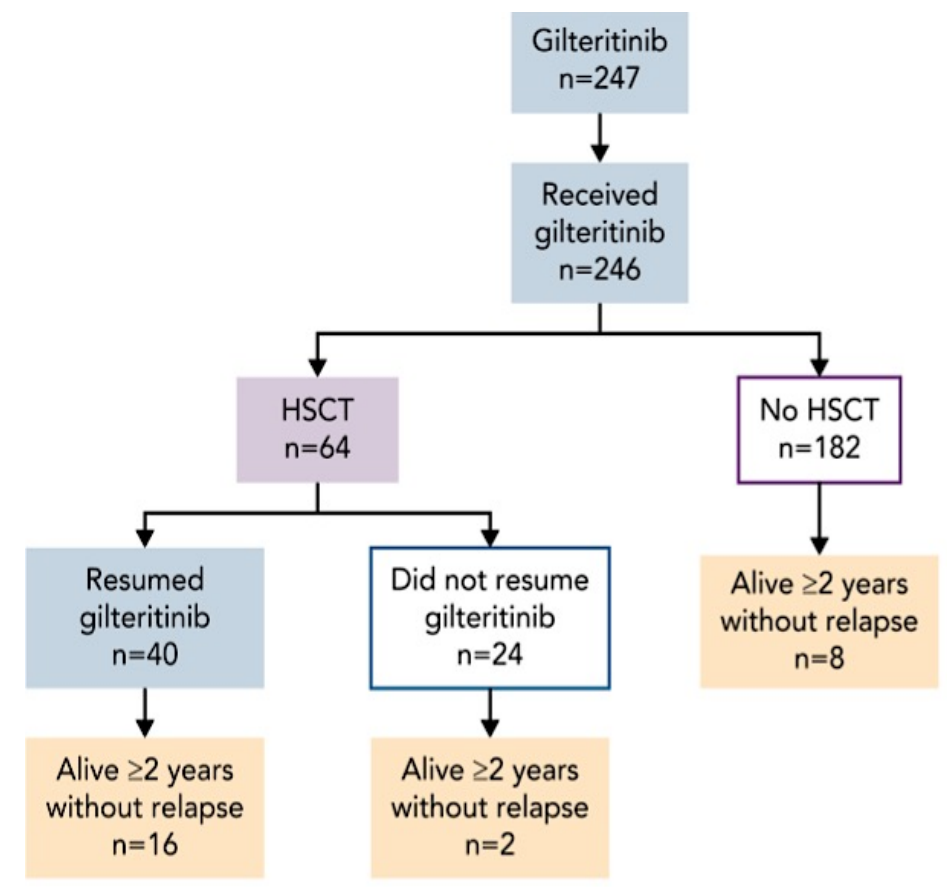 Gilteritinib
n=247
Received
gilteritinib
n=246
HSCT
n=64
No HSCT
n=182
Resumed
gilteritinib
n=40
Did not resume
gilteritinib
n=24
Alive ≥2 years
without relapse
n=8
Alive ≥2 years
without relapse
n=16
Alive ≥2 years
without relapse
n=2